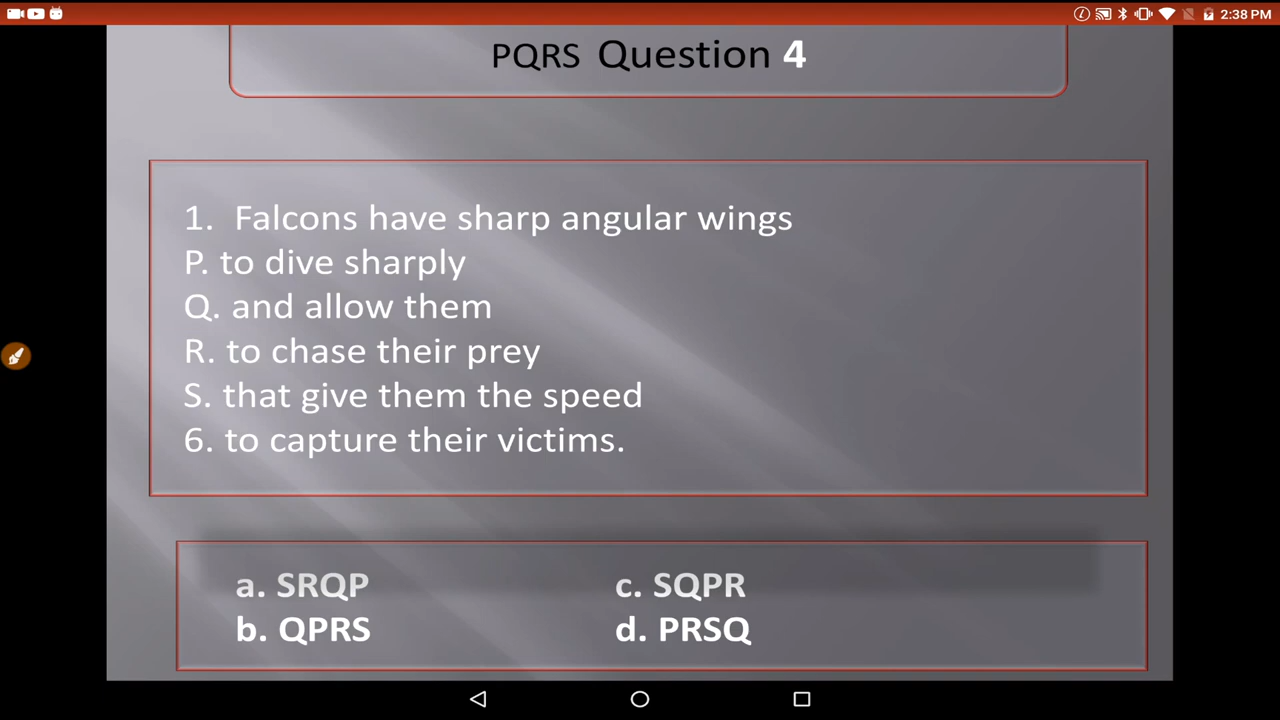 2:38 PM
PQRS Question 4
1. Falcons have sharp angular wings
P. to dive sharply
Q. and allow them
R. to chase their prey
S. that give them the speed
6. to capture their victims.
a. SRQP c. SQPR
b. QPRS d. PRSQ